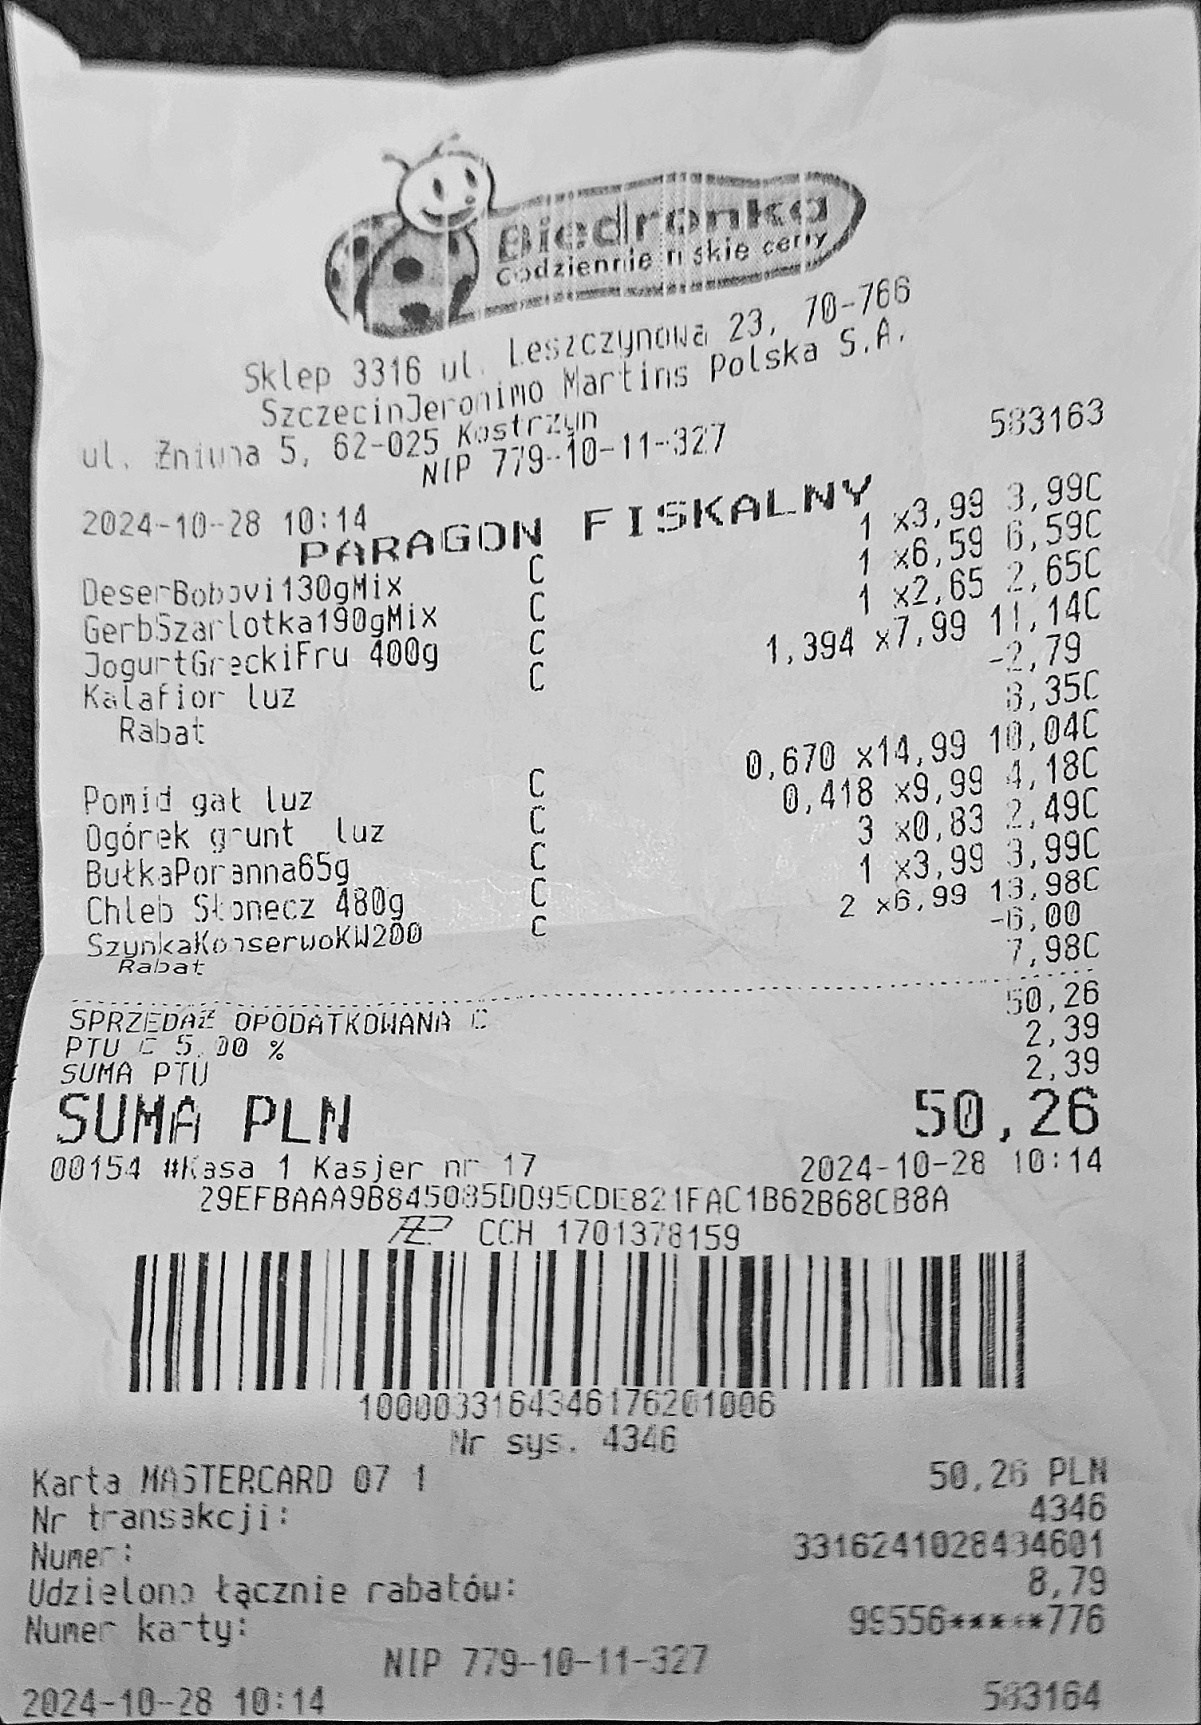 Biedronka
Codziennie niskie ceny
Sklep 3316 ul. Leszczynowa 23, 70-766
SzczecinJeronimo Martins Polska S.A.
ul. Żniwna 5, 62-025 Kostrzyn
NIP 779-10-11-327
2024-10-28 10:14 583163
PARAGON FISKALNY
DeserBobovi130gMix C 1 x3,99 3,99C
GerbSzarlotka190gMix C 1 x6,59 6,59C
JogurtGreckiFru 400g C 1 x2,65 2,65C
Kalafior luz C 1,394 x7,99 11,14C
Rabat -2,79
8,35C
Pomid gał luz C 0,670 x14,99 10,04C
Ogórek grunt luz C 0,418 x9,99 4,18C
BułkaPoranna65g C 3 x0,83 2,49C
Chleb Słonecz 480g C 1 x3,99 3,99C
SzynkaKonserwoKW200 C 2 x6,99 13,98C
Rabat -6,00
7,98C
SPRZEDAŻ OPODATKOWANA C 50,26
PTU C 5,00 % 2,39
SUMA PTU 2,39
SUMA PLN 50,26
00154 #Kasa 1 Kasjer nr 17 2024-10-28 10:14
29EFBAAA9B845085DD95CDE821FAC1B62B68CB8A
CCH 1701378159
1000033164346176201006
Nr sys. 4346
Karta MASTERCARD 07 1 50,26 PLN
Nr transakcji: 4346
Numer: 3316241028434601
Udzielono łącznie rabatów: 8,79
Numer karty: 99556*****776
NIP 779-10-11-327
2024-10-28 10:14 583164